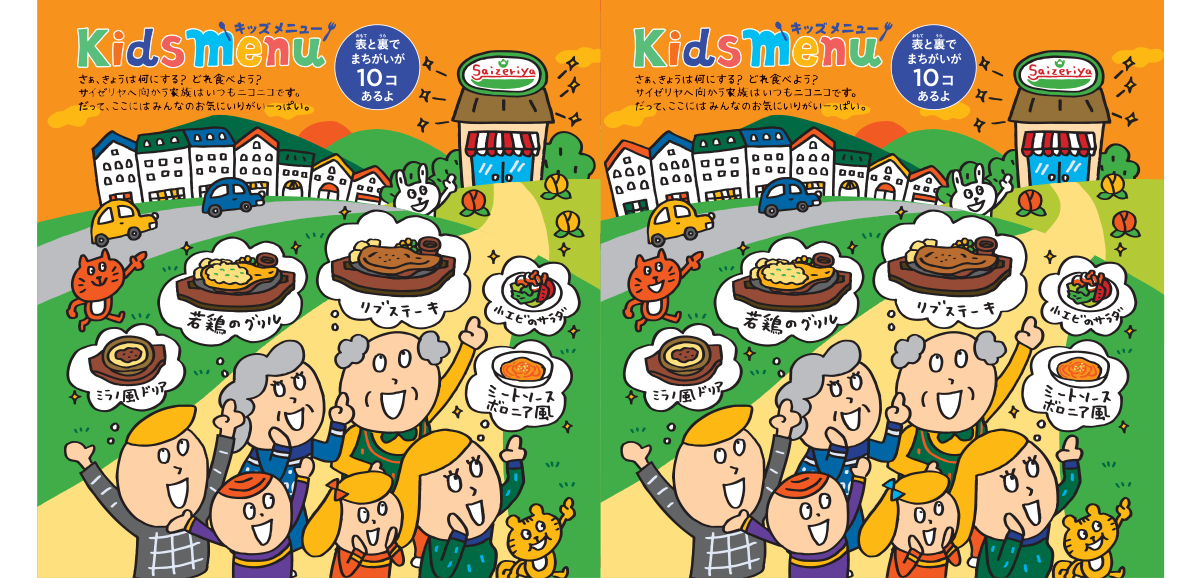 キッズメニュー
Kids menu
おもて うら
表と裏で
まちがいが
10コ
あるよ
さぁ、きょうは何にする? どれ食べよう?
サイゼリヤへ向かう家族はいつもニコニコです。
だって、ここにはみんなのお気にいりがいーっぱい。
Saizeriya
若鶏のグリル
リブステーキ
小エビのサラダ
ミラノ風ドリア
ミートソース
ボロニア風
キッズメニュー
Kids menu
おもて うら
表と裏で
まちがいが
10コ
あるよ
さぁ、きょうは何にする? どれ食べよう?
サイゼリヤへ向かう家族はいつもニコニコです。
だって、ここにはみんなのお気にいりがいーっぱい。
Saizeriya
若鶏のグリル
リブステーキ
小エビのサラダ
ミラノ風ドリア
ミートソース
ボロニア風